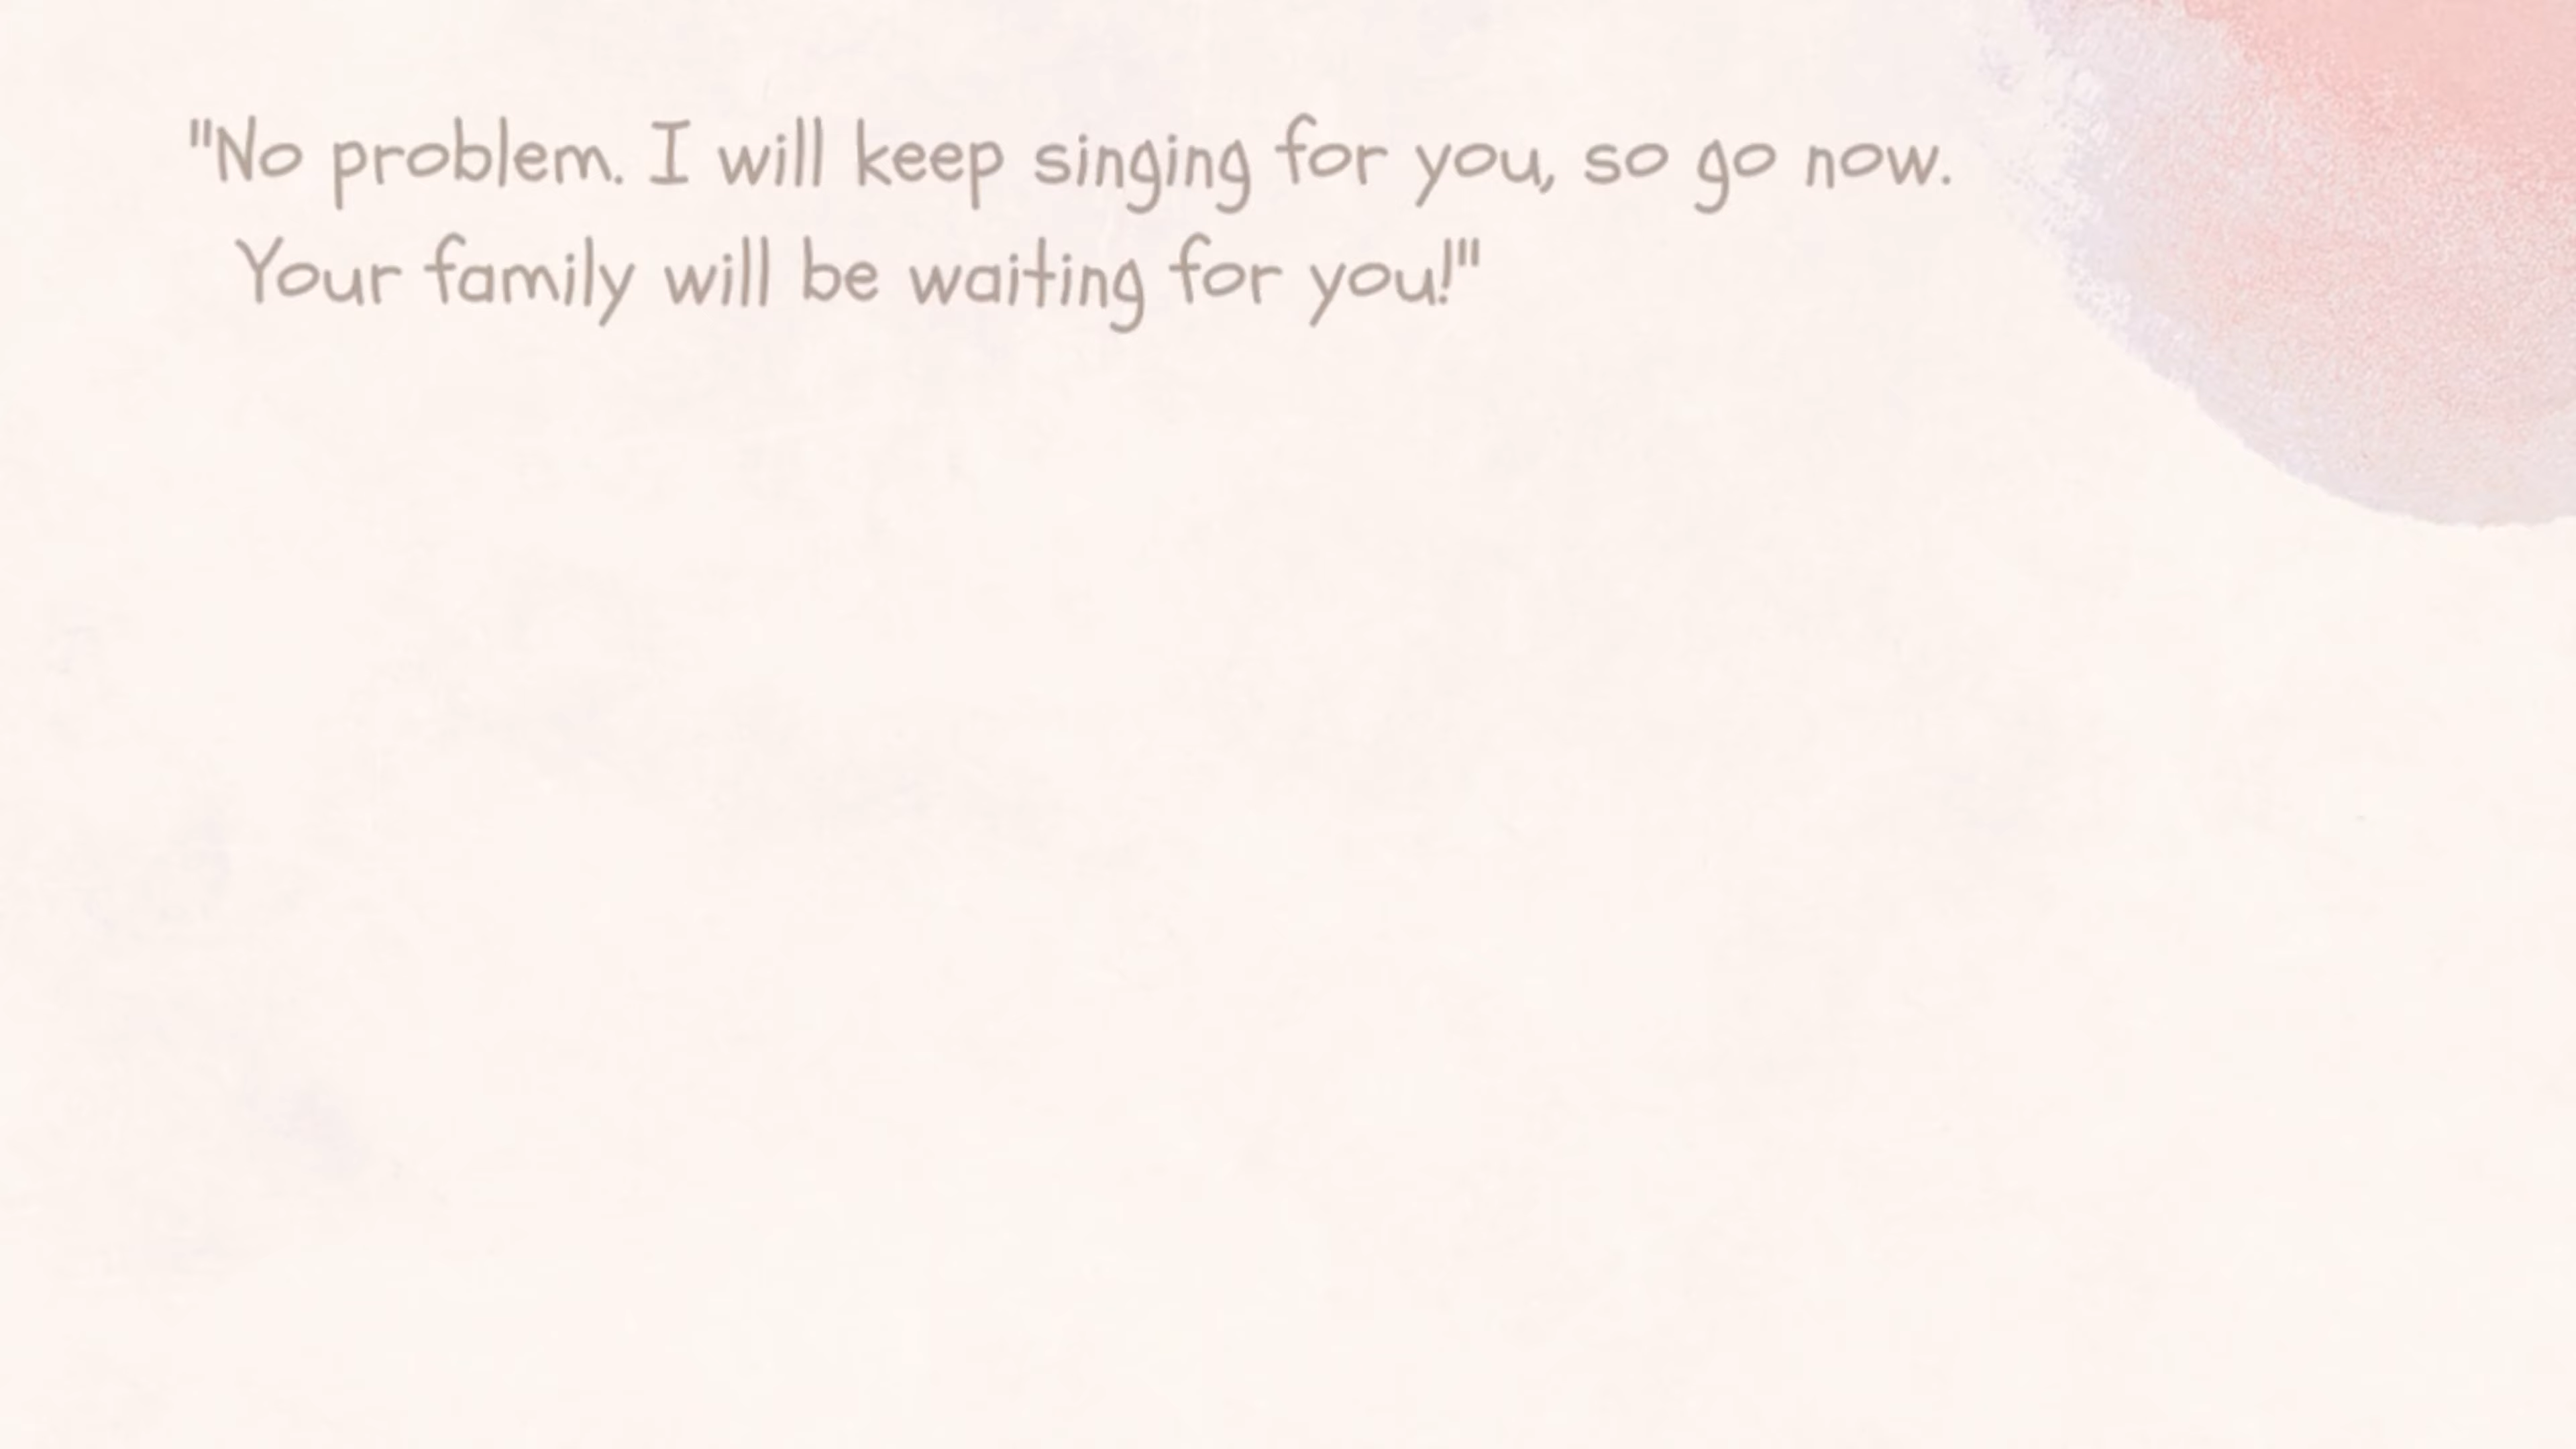 "No problem. I will keep singing for you, so go now.
Your family will be waiting for you!"